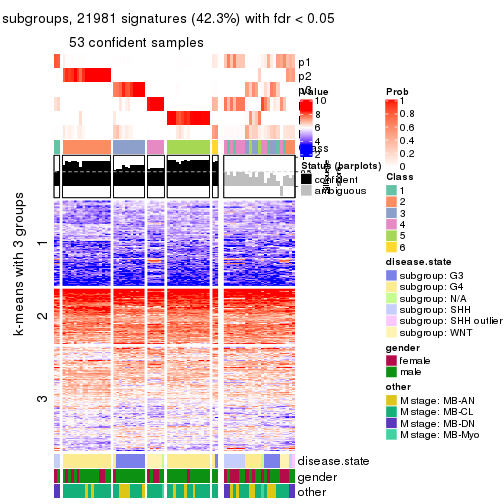 subgroups, 21981 signatures (42.3%) with fdr < 0.05
53 confident samples
p1
p2
Value
10
8
6
4
2
Prob
1
0.8
0.6
0.4
0.2
0
Status (barplots)
confident
ambiguous
Class
1
2
3
4
5
6
k-means with 3 groups
1
2
3
disease.state
subgroup: G3
subgroup: G4
subgroup: N/A
subgroup: SHH
subgroup: SHH outlier
subgroup: WNT
gender
female
male
other
M stage: MB-AN
M stage: MB-CL
M stage: MB-DN
M stage: MB-Myo
disease.state
gender
other